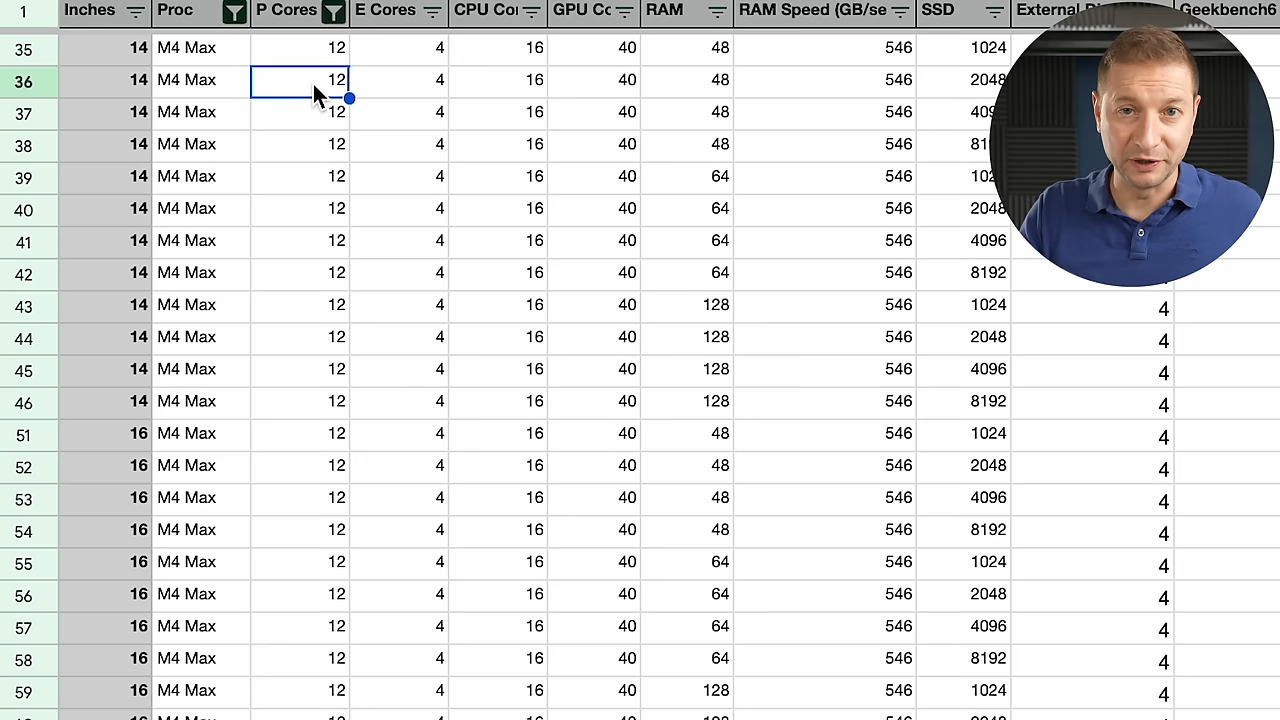 1 Inches Proc P Cores E Cores CPU Co GPU Co RAM RAM Speed (GB/se SSD External Geekbench6
35 14 M4 Max 12 4 16 40 48 546 1024
36 14 M4 Max 12 4 16 40 48 546 2048
37 14 M4 Max 12 4 16 40 48 546 409
38 14 M4 Max 12 4 16 40 48 546 81
39 14 M4 Max 12 4 16 40 64 546 102
40 14 M4 Max 12 4 16 40 64 546 2048
41 14 M4 Max 12 4 16 40 64 546 4096
42 14 M4 Max 12 4 16 40 64 546 8192
43 14 M4 Max 12 4 16 40 128 546 1024 4
44 14 M4 Max 12 4 16 40 128 546 2048 4
45 14 M4 Max 12 4 16 40 128 546 4096 4
46 14 M4 Max 12 4 16 40 128 546 8192 4
51 16 M4 Max 12 4 16 40 48 546 1024 4
52 16 M4 Max 12 4 16 40 48 546 2048 4
53 16 M4 Max 12 4 16 40 48 546 4096 4
54 16 M4 Max 12 4 16 40 48 546 8192 4
55 16 M4 Max 12 4 16 40 64 546 1024 4
56 16 M4 Max 12 4 16 40 64 546 2048 4
57 16 M4 Max 12 4 16 40 64 546 4096 4
58 16 M4 Max 12 4 16 40 64 546 8192 4
59 16 M4 Max 12 4 16 40 128 546 1024 4